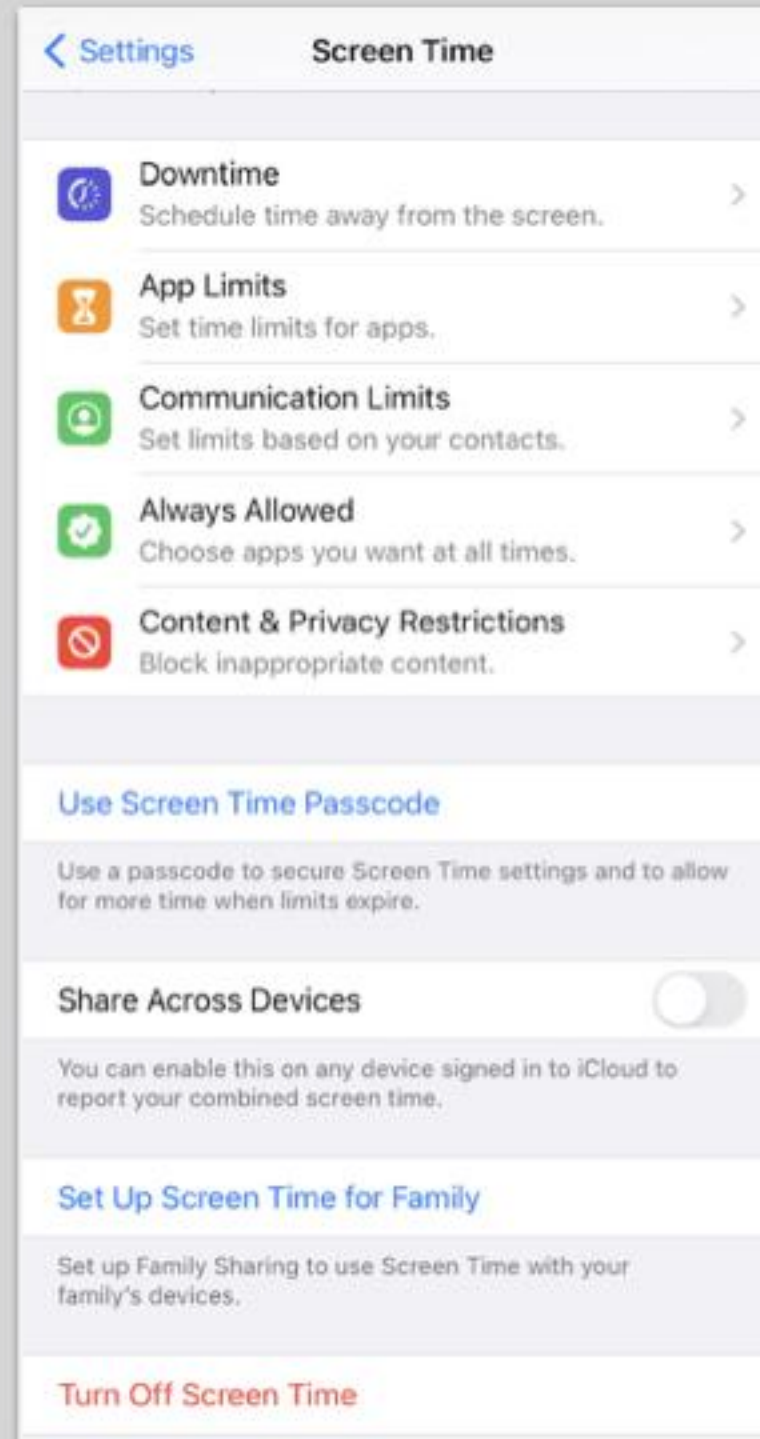 Settings
Screen Time
Downtime
Schedule time away from the screen.
App Limits
Set time limits for apps.
Communication Limits
Set limits based on your contacts.
Always Allowed
Choose apps you want at all times.
Content & Privacy Restrictions
Block inappropriate content.
Use Screen Time Passcode
Use a passcode to secure Screen Time settings and to allow
for more time when limits expire.
Share Across Devices
You can enable this on any device signed in to iCloud to
report your combined screen time.
Set Up Screen Time for Family
Set up Family Sharing to use Screen Time with your
family's devices.
Turn Off Screen Time